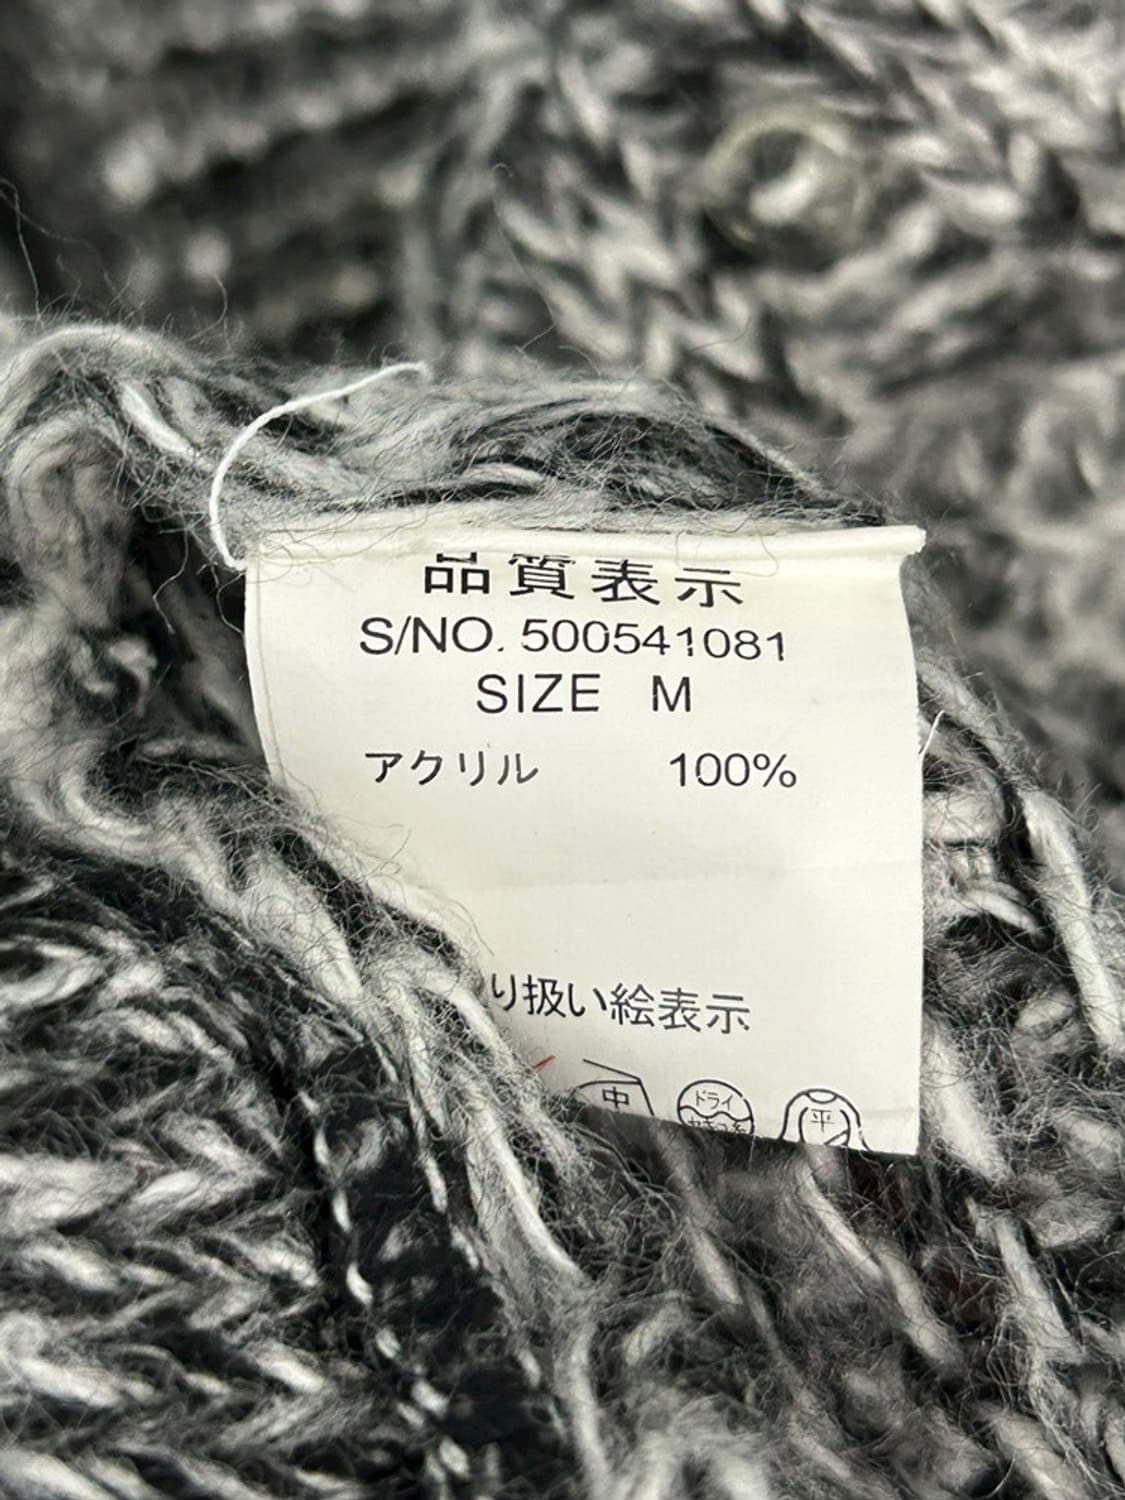 品質表示
S/NO. 500541081
SIZE M
アクリル 100%
り扱い絵表示
中 ドライ 平